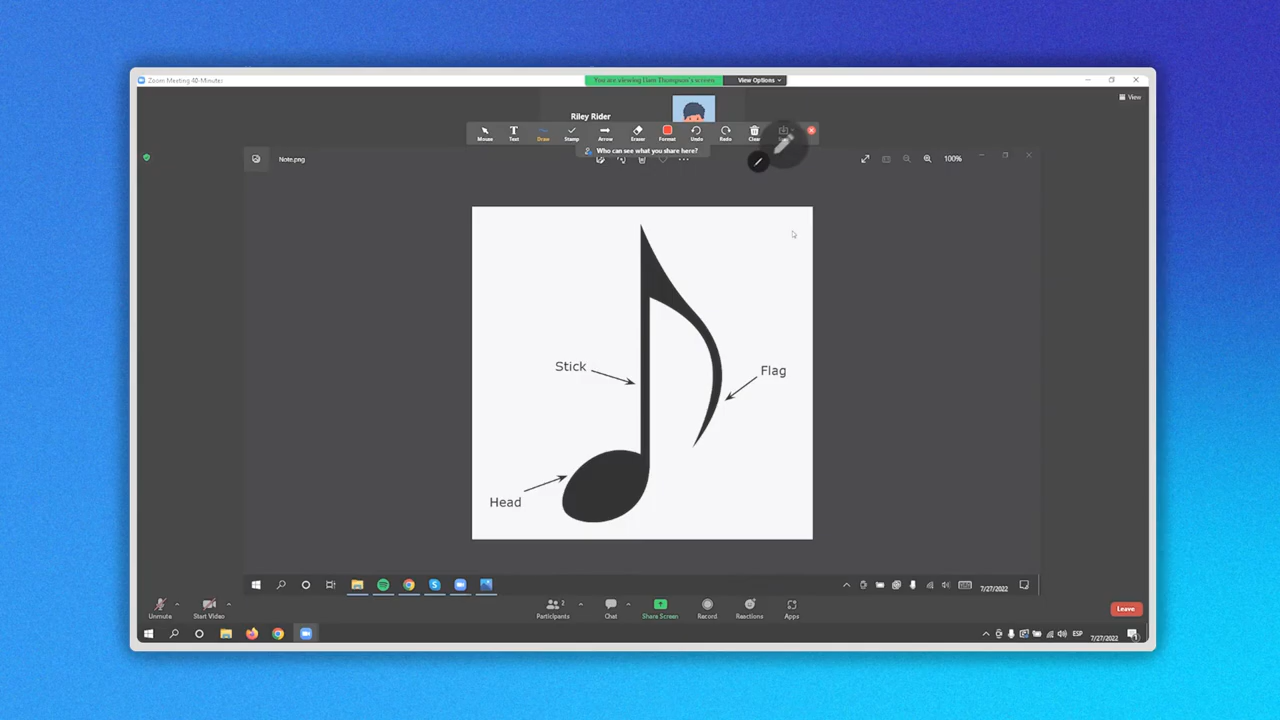 Zoom Meeting 40-Minutes
You are viewing Liam Thompson's screen
View Options
View
Riley Rider
Mouse
Text
Draw
Stamp
Arrow
Eraser
Format
Undo
Redo
Clear
Who can see what you share here?
Note.png
100%
Stick
Flag
Head
7/27/2022
Unmute
Start Video
Participants
2
Chat
Share Screen
Record
Reactions
Apps
Leave
ESP
7/27/2022